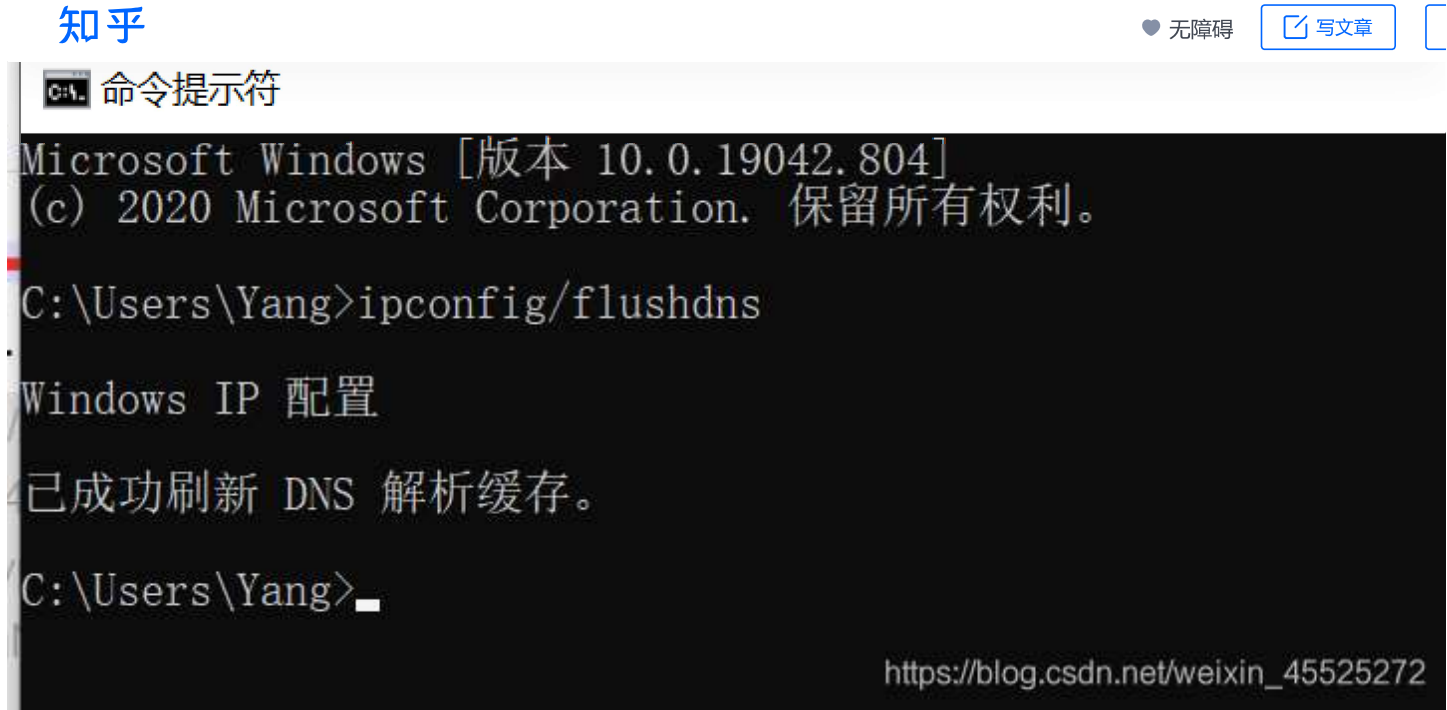 知乎
无障碍
写文章
命令提示符
Microsoft Windows [版本 10.0.19042.804]
(c) 2020 Microsoft Corporation. 保留所有权利。
C:\Users\Yang>ipconfig/flushdns
Windows IP 配置
已成功刷新 DNS 解析缓存。
C:\Users\Yang>
https://blog.csdn.net/weixin_45525272